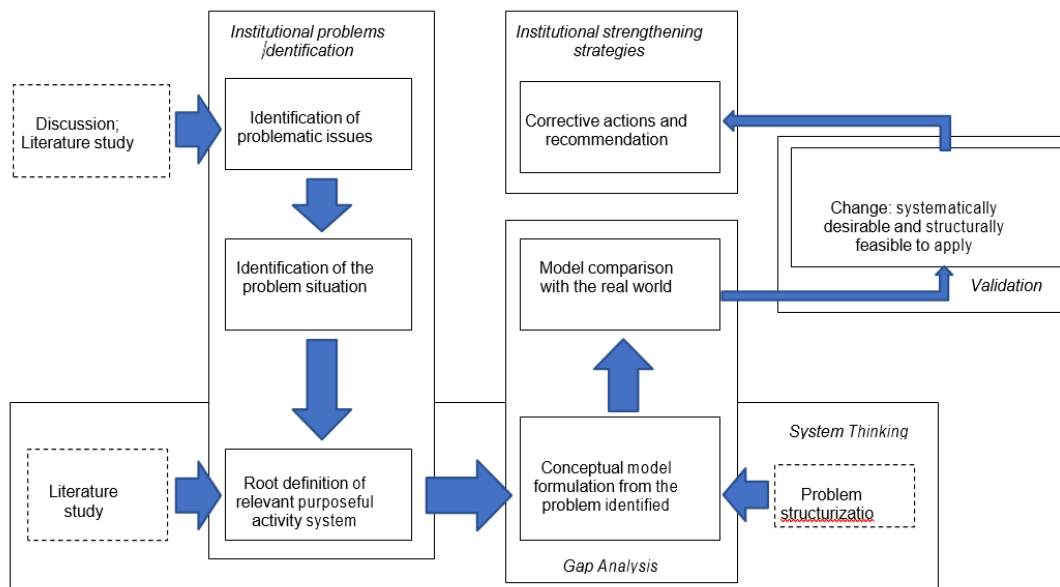 Institutional problems
identification
Discussion;
Literature study
Identification of
problematic issues
Identification of the
problem situation
Literature
study
Root definition of
relevant purposeful
activity system
Institutional strengthening
strategies
Corrective actions and
recommendation
Model comparison
with the real world
Conceptual model
formulation from the
problem identified
Gap Analysis
Change: systematically
desirable and structurally
feasible to apply
Validation
System Thinking
Problem
structurizatio